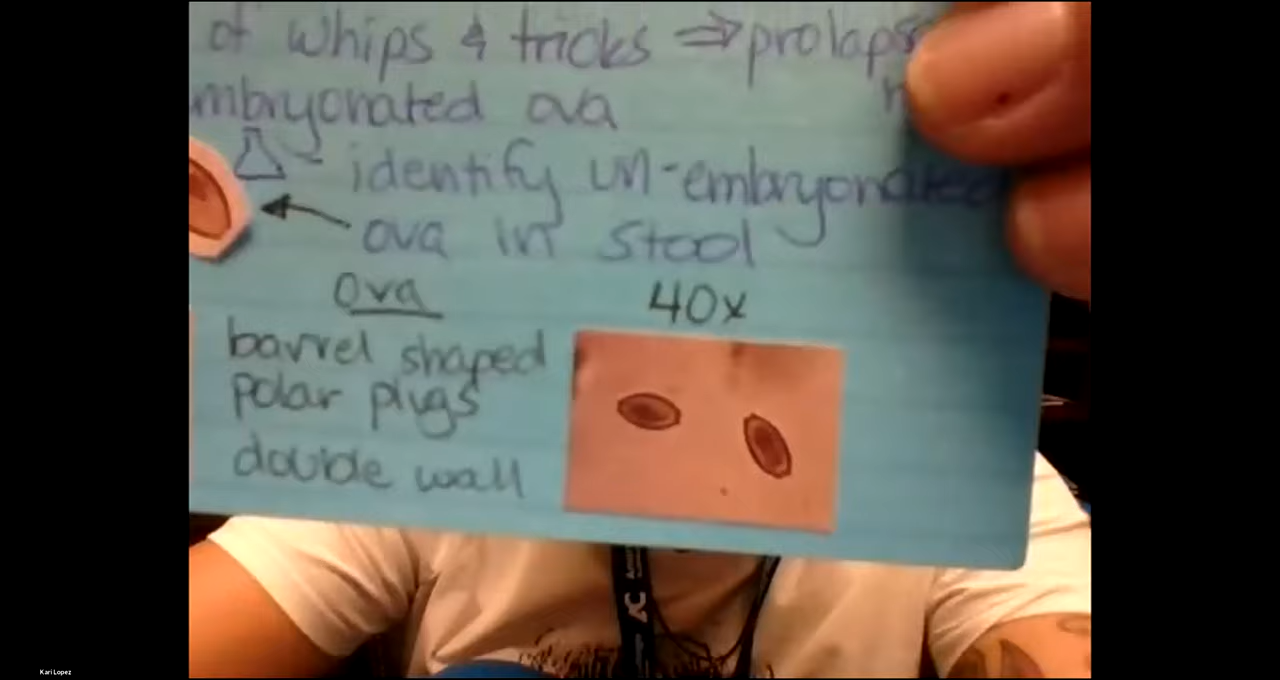 of whips & tricks ⇒ prolaps
mbryonated ova
- identify un-embryonated
ova in stool
Ova
40x
barrel shaped
polar plugs
double wall
Kari Lopez